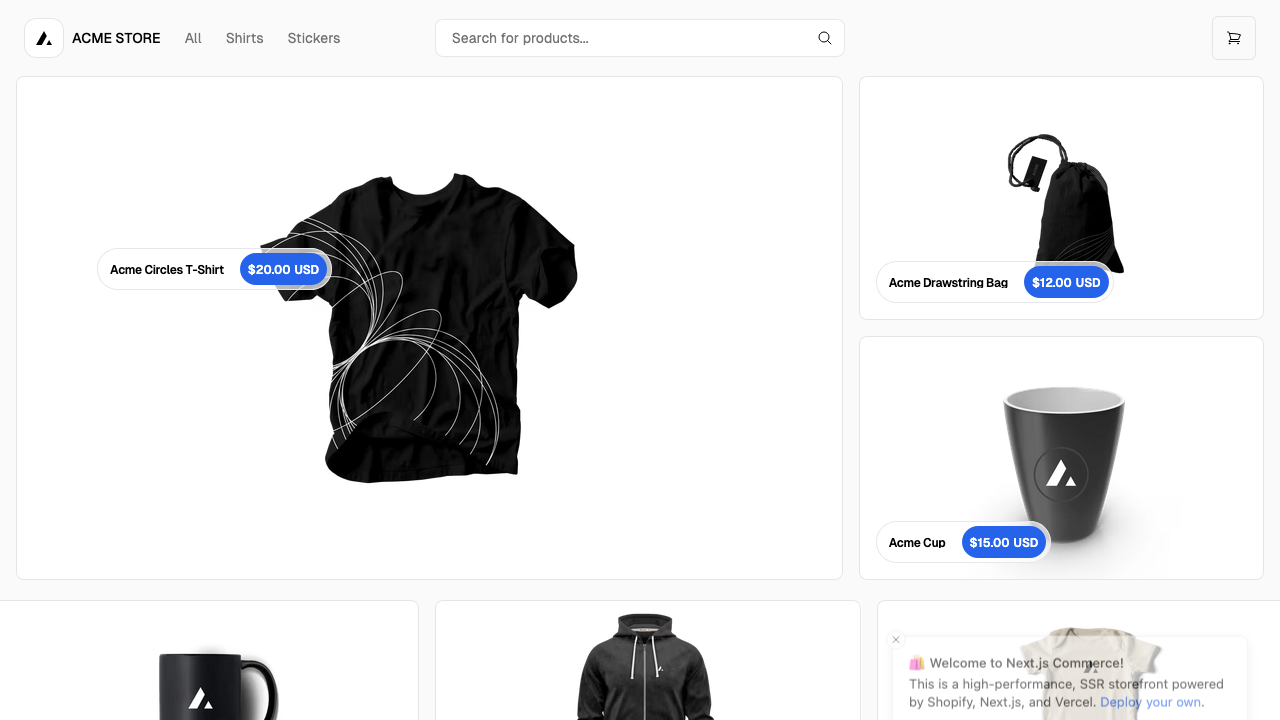 ACME STORE
All
Shirts
Stickers
Search for products...
Acme Circles T-Shirt
$20.00 USD
Acme Drawstring Bag
$12.00 USD
Acme Cup
$15.00 USD
🛍️ Welcome to Next.js Commerce!
This is a high-performance, SSR storefront powered
by Shopify, Next.js, and Vercel. Deploy your own.